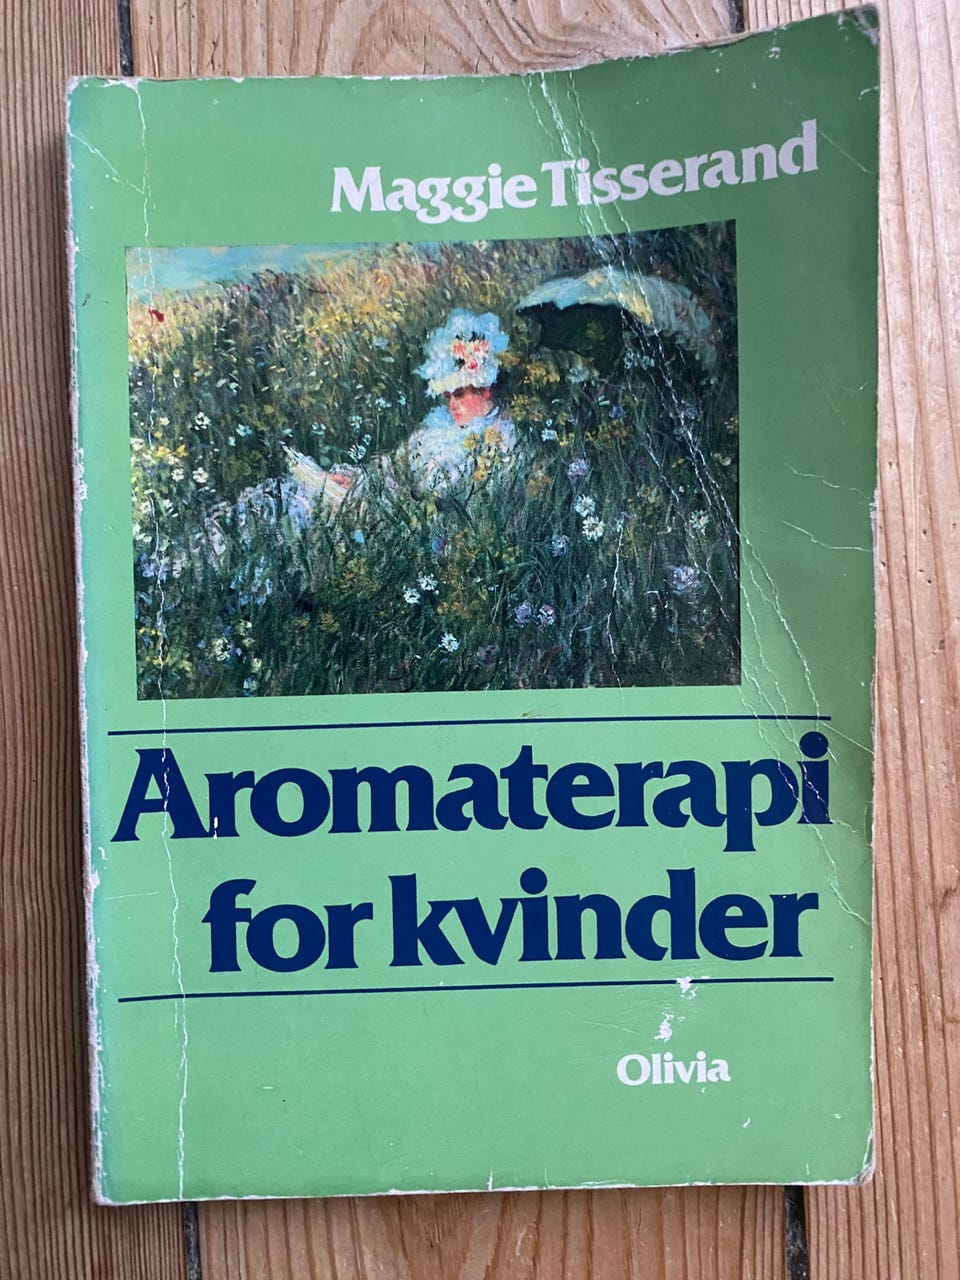 Maggie Tisserand
Aromaterapi
for kvinder
Olivia